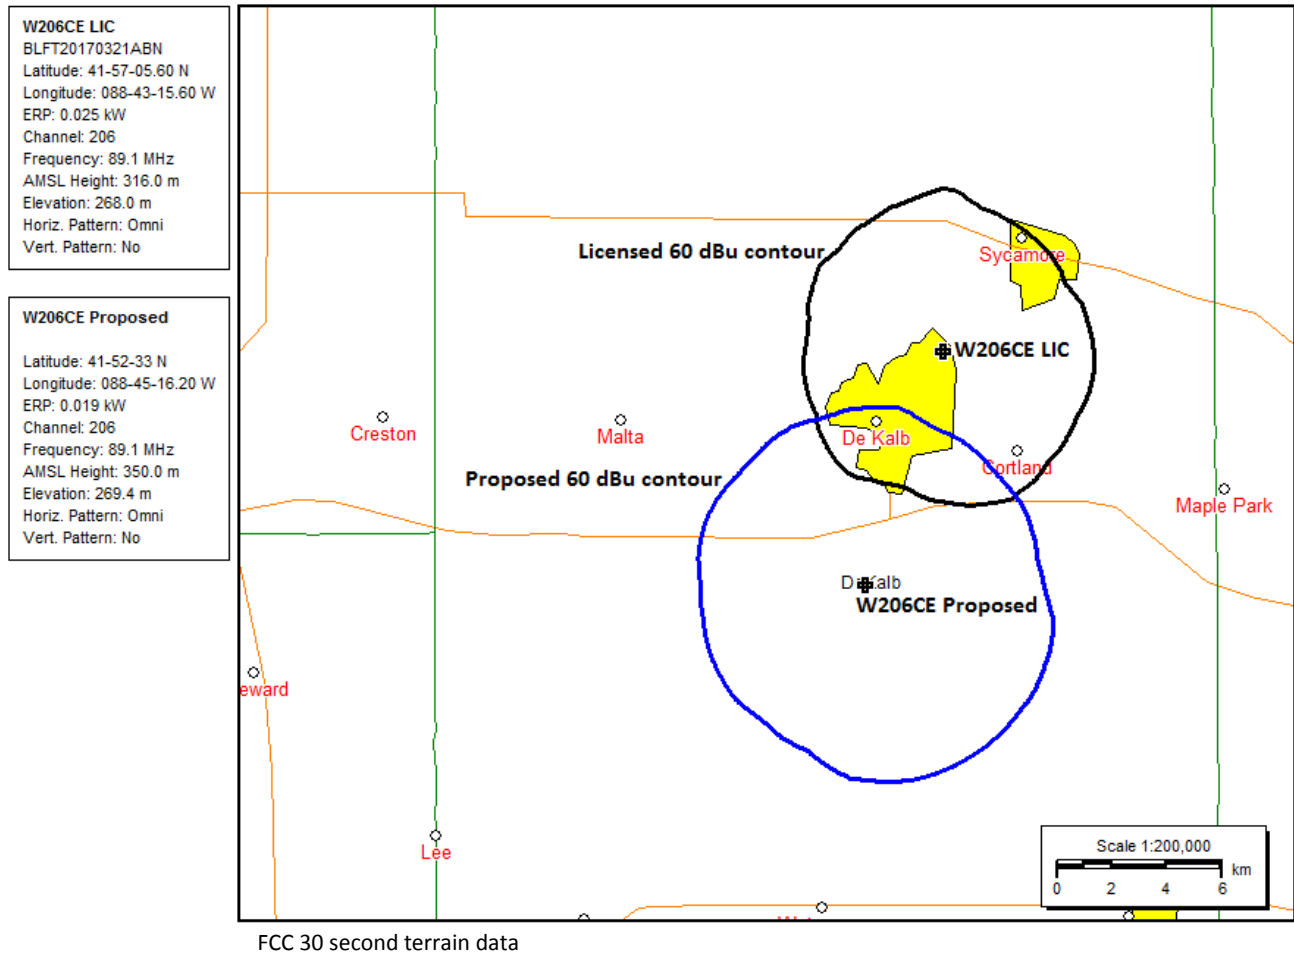 W206CE LIC
BLFT20170321ABN
Latitude: 41-57-05.60 N
Longitude: 088-43-15.60 W
ERP: 0.025 kW
Channel: 206
Frequency: 89.1 MHz
AMSL Height: 316.0 m
Elevation: 268.0 m
Horiz. Pattern: Omni
Vert. Pattern: No
W206CE Proposed
Latitude: 41-52-33 N
Longitude: 088-45-16.20 W
ERP: 0.019 kW
Channel: 206
Frequency: 89.1 MHz
AMSL Height: 350.0 m
Elevation: 269.4 m
Horiz. Pattern: Omni
Vert. Pattern: No
Licensed 60 dBu contour
Sycamore
W206CE LIC
Creston
Malta
De Kalb
Cortland
Proposed 60 dBu contour
Maple Park
W206CE Proposed
eward
Lee
Scale 1:200,000
km
0 2 4 6
FCC 30 second terrain data